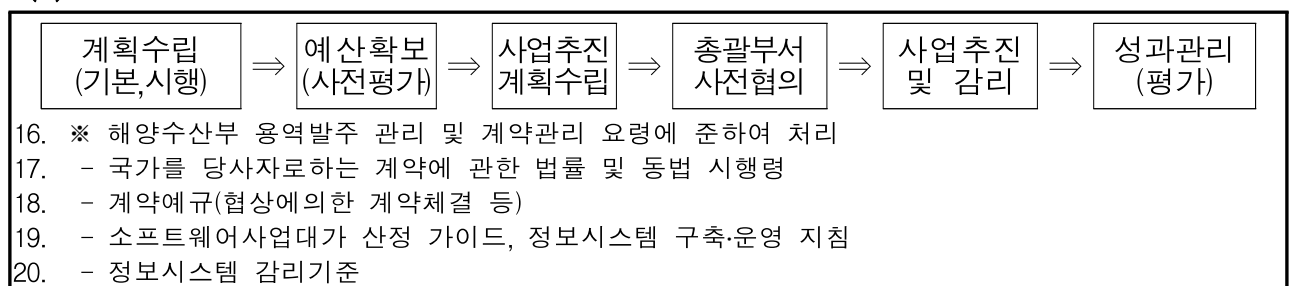 계획수립
(기본,시행)
⇒
예산확보
(사전평가)
⇒
사업추진
계획수립
⇒
총괄부서
사전협의
⇒
사업추진
및 감리
⇒
성과관리
(평가)
16. ※ 해양수산부 용역발주 관리 및 계약관리 요령에 준하여 처리
17. - 국가를 당사자로하는 계약에 관한 법률 및 동법 시행령
18. - 계약예규(협상에의한 계약체결 등)
19. - 소프트웨어사업대가 산정 가이드, 정보시스템 구축·운영 지침
20. - 정보시스템 감리기준